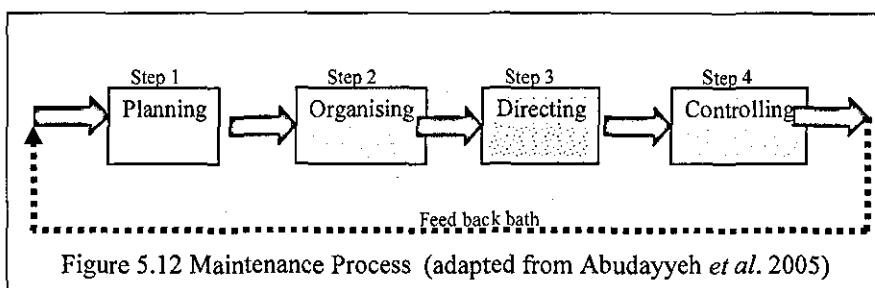 Step 1 Step 2 Step 3 Step 4
Planning Organising Directing Controlling
Feed back bath
Figure 5.12 Maintenance Process (adapted from Abudayyeh et al. 2005)